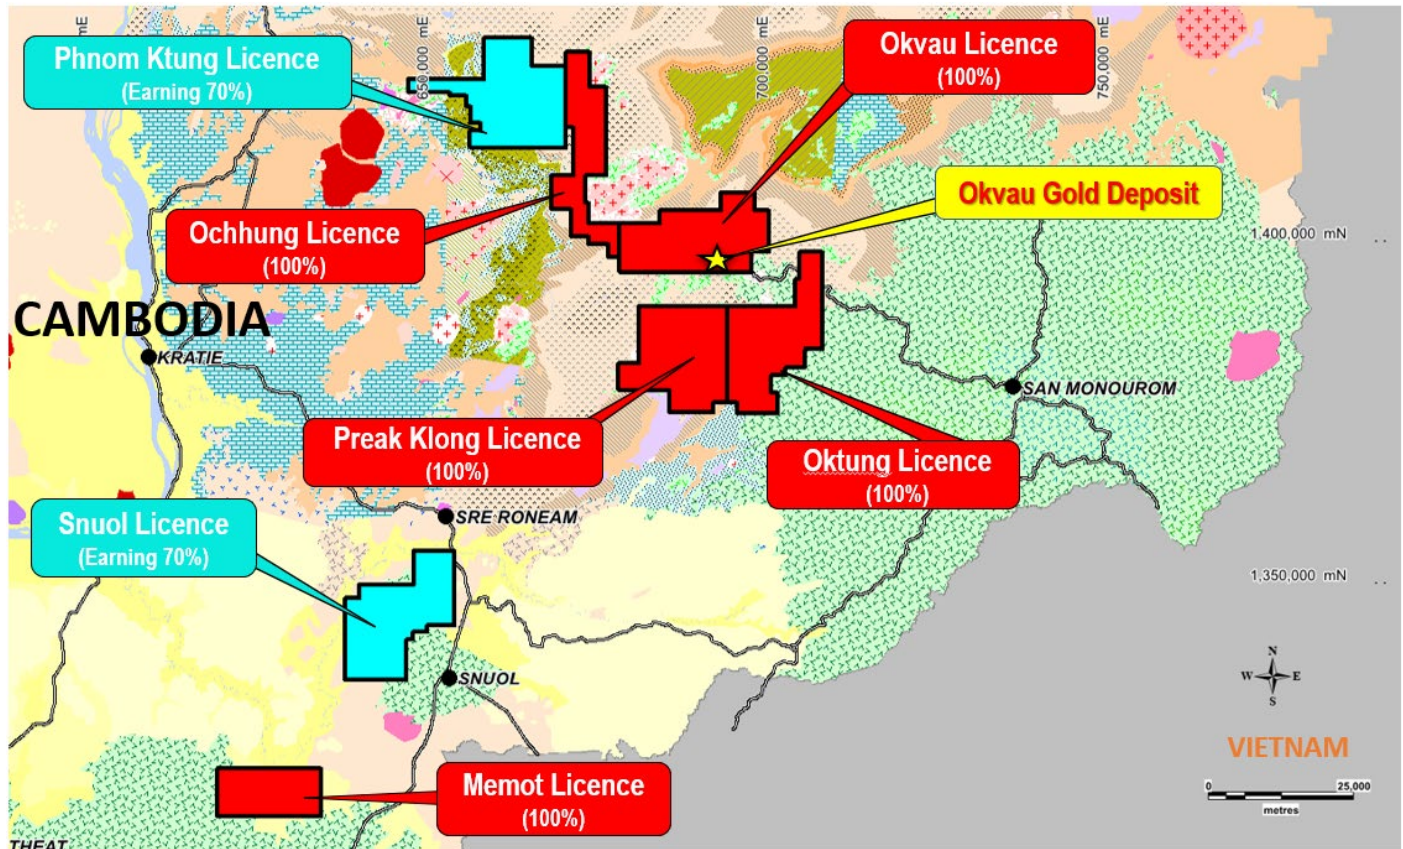 mE
650,000 mE
700,000 mE
750,000 mE
Phnom Ktung Licence
(Earning 70%)
Okvau Licence
(100%)
Okvau Gold Deposit
Ochhung Licence
(100%)
1,400,000 mN
CAMBODIA
KRATIE
SAN MONOUROM
Preak Klong Licence
(100%)
Oktung Licence
(100%)
SRE RONEAM
Snuol Licence
(Earning 70%)
1,350,000 mN
SNUOL
N
W E
S
VIETNAM
Memot Licence
(100%)
0 25,000
metres
THEAT